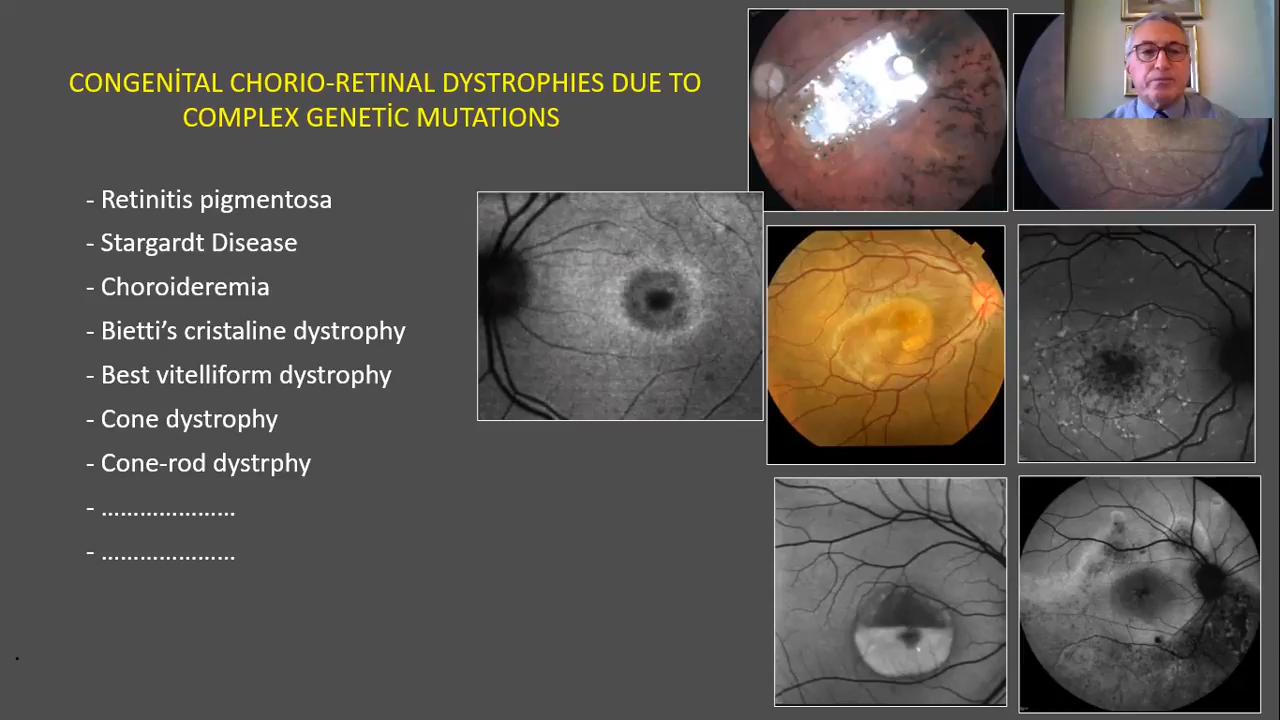 CONGENİTAL CHORIO-RETINAL DYSTROPHIES DUE TO
COMPLEX GENETİC MUTATIONS
- Retinitis pigmentosa
- Stargardt Disease
- Choroideremia
- Bietti’s cristaline dystrophy
- Best vitelliform dystrophy
- Cone dystrophy
- Cone-rod dystrphy
- .....................
- .....................
.